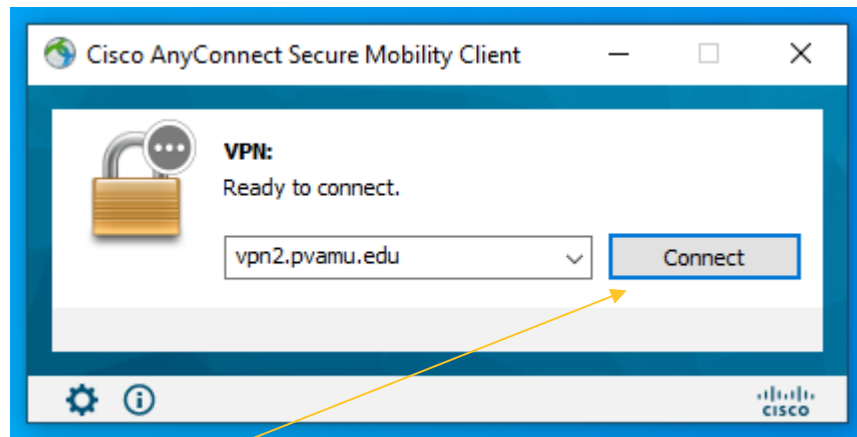 Cisco AnyConnect Secure Mobility Client
VPN:
Ready to connect.
vpn2.pvamu.edu
Connect
CISCO